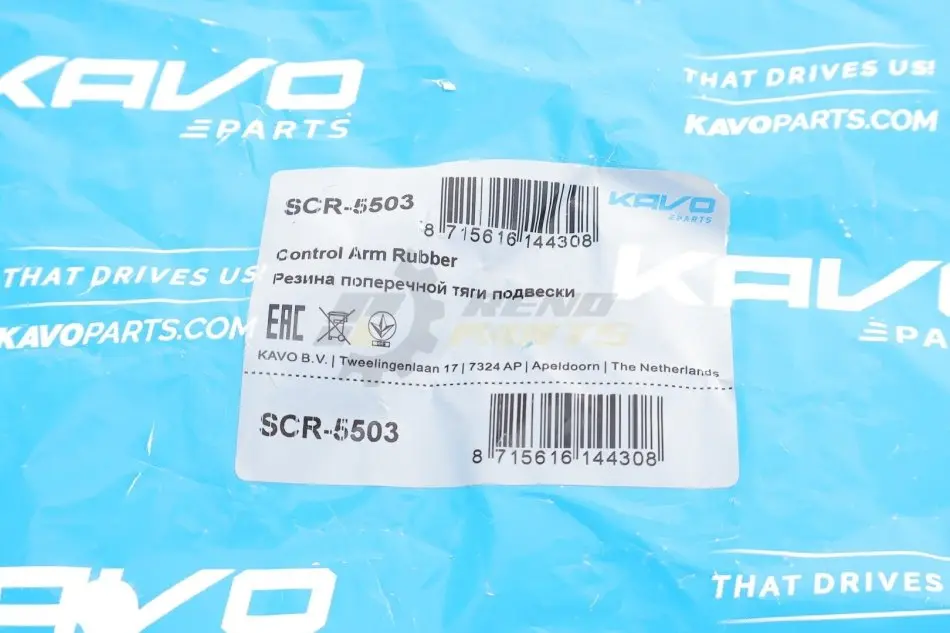 KAVO
PARTS
THAT DRIVES US!
KAVOPARTS.COM
SCR-5503
8 715616 144308
KAVO
PARTS
Control Arm Rubber
Резина поперечной тяги подвески
THAT DRIVES US
KAVOPARTS.COM
KAVO
PARTS
RENO
PARTS
EAC
KAVO B.V. | Tweelingenlaan 17 | 7324 AP | Apeldoorn | The Netherlands
SCR-5503
8 715616 144308
KAVO
THAT DRIVES